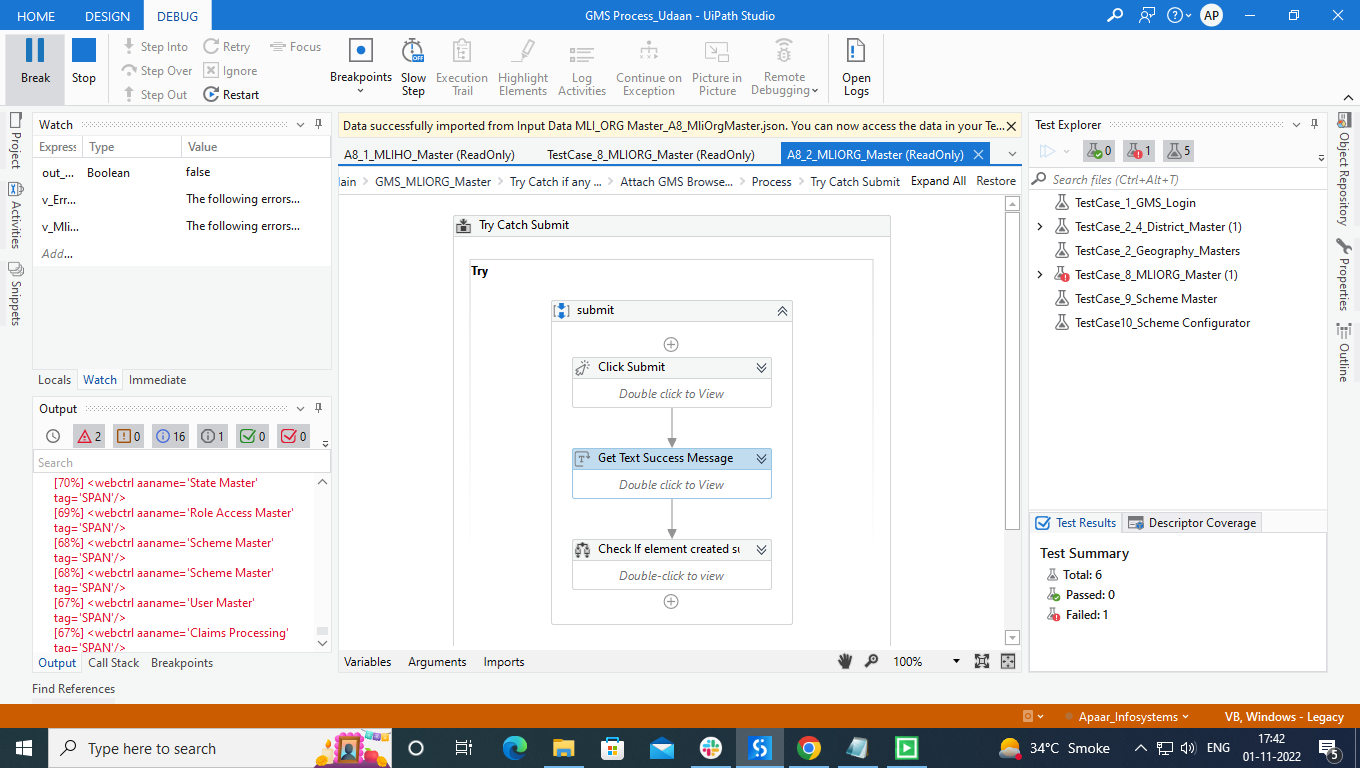 HOME DESIGN DEBUG GMS Process_Udaan - UiPath Studio AP
Break Stop
Step Into Retry Focus
Step Over Ignore
Step Out Restart
Breakpoints Slow Step Execution Trail Highlight Elements Log Activities Continue on Exception Picture in Picture Remote Debugging Open Logs
Project
Activities
Snippets
Watch
Express Type Value
out_... Boolean false
v_Err... The following errors...
v_Mli... The following errors...
Add...
Locals Watch Immediate
Output
2 0 16 1 0 0
Search
[70%] <webctrl aaname='State Master'
tag='SPAN'/>
[69%] <webctrl aaname='Role Access Master'
tag='SPAN'/>
[68%] <webctrl aaname='Scheme Master'
tag='SPAN'/>
[68%] <webctrl aaname='Scheme Master'
tag='SPAN'/>
[67%] <webctrl aaname='User Master'
tag='SPAN'/>
[67%] <webctrl aaname='Claims Processing'
tag='SPAN'/>
Output Call Stack Breakpoints
Find References
Data successfully imported from Input Data MLI_ORG Master_A8_MliOrgMaster.json. You can now access the data in your Te...
A8_1_MLIHO_Master (ReadOnly) TestCase_8_MLIORG_Master (ReadOnly) A8_2_MLIORG_Master (ReadOnly)
lain GMS_MLIORG_Master Try Catch if any ... Attach GMS Browse... Process Try Catch Submit Expand All Restore
Try Catch Submit
Try
submit
Click Submit
Double click to View
Get Text Success Message
Double click to View
Check If element created su
Double-click to view
Variables Arguments Imports 100%
Test Explorer
0 1 5
Search files (Ctrl+Alt+T)
TestCase_1_GMS_Login
TestCase_2_4_District_Master (1)
TestCase_2_Geography_Masters
TestCase_8_MLIORG_Master (1)
TestCase_9_Scheme Master
TestCase10_Scheme Configurator
Test Results Descriptor Coverage
Test Summary
Total: 6
Passed: 0
Failed: 1
Object Repository
Properties
Outline
Apaar_Infosystems VB, Windows - Legacy
Type here to search
34°C Smoke ENG 17:42
01-11-2022
5